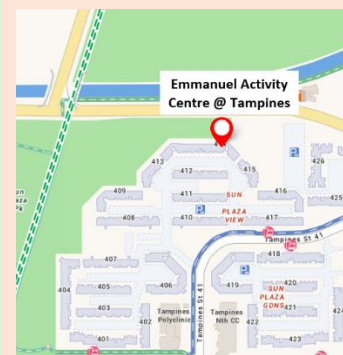 Emmanuel Activity
Centre @ Tampines
413
415
426
412
409
411
SUN
416
425
PLAZA
408
410
VIEW
417
Tampines St 41
418
407
404
405
406
419
420
SUN
PLAZA
GDNS
421
Tampines
Polyclinic
Tampines St 41
Tampines
Nth CC
422
402
401
423